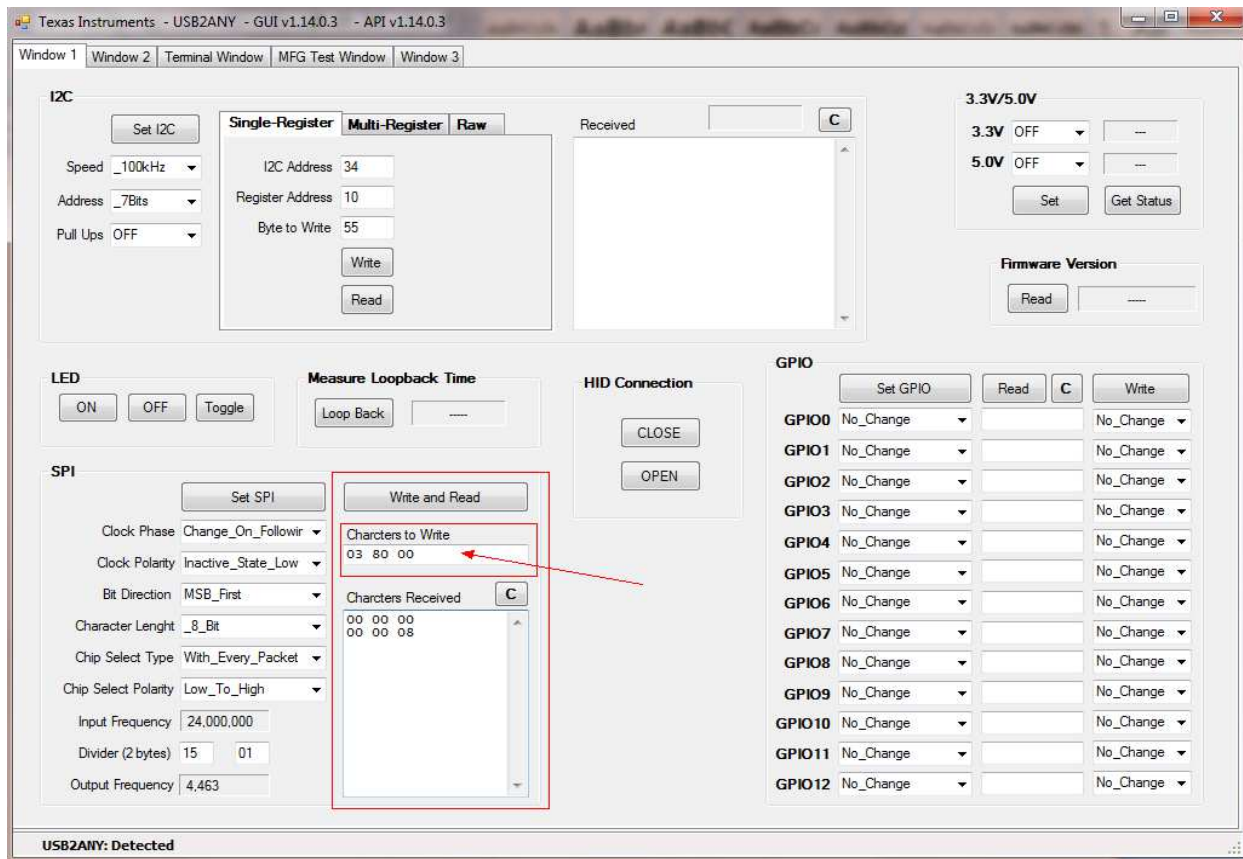 Texas Instruments - USB2ANY - GUI v1.14.0.3 - API v1.14.0.3
Window 1 Window 2 Terminal Window MFG Test Window Window 3
I2C
Set I2C
Speed _100kHz
Address _7Bits
Pull Ups OFF
Single-Register Multi-Register Raw
I2C Address 34
Register Address 10
Byte to Write 55
Write
Read
Received C
3.3V/5.0V
3.3V OFF ---
5.0V OFF ---
Set Get Status
Firmware Version
Read -----
LED
ON OFF Toggle
Measure Loopback Time
Loop Back -----
HID Connection
CLOSE
OPEN
SPI
Set SPI
Clock Phase Change_On_Followir
Clock Polarity Inactive_State_Low
Bit Direction MSB_First
Character Lenght _8_Bit
Chip Select Type With_Every_Packet
Chip Select Polarity Low_To_High
Input Frequency 24,000,000
Divider (2 bytes) 15 01
Output Frequency 4,463
Write and Read
Charcters to Write
03 80 00
Charcters Received C
00 00 00
00 00 08
GPIO
Set GPIO Read C Write
GPIO0 No_Change No_Change
GPIO1 No_Change No_Change
GPIO2 No_Change No_Change
GPIO3 No_Change No_Change
GPIO4 No_Change No_Change
GPIO5 No_Change No_Change
GPIO6 No_Change No_Change
GPIO7 No_Change No_Change
GPIO8 No_Change No_Change
GPIO9 No_Change No_Change
GPIO10 No_Change No_Change
GPIO11 No_Change No_Change
GPIO12 No_Change No_Change
USB2ANY: Detected